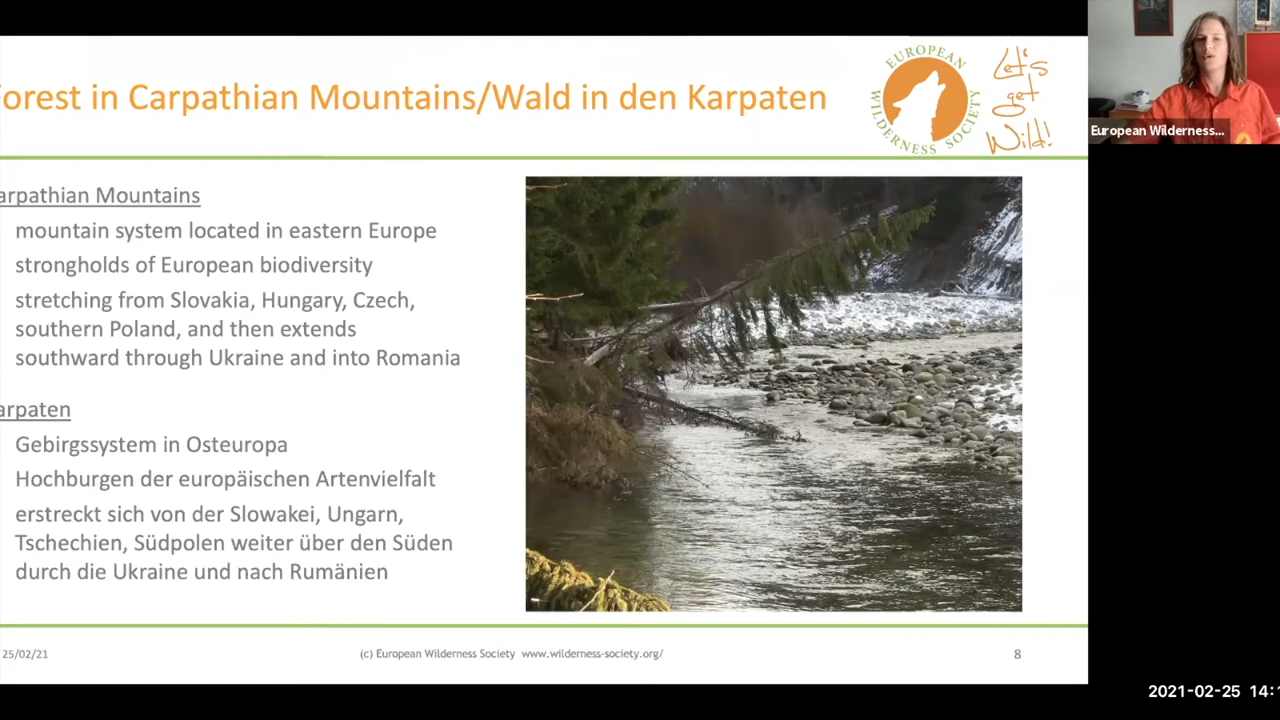 orest in Carpathian Mountains/Wald in den Karpaten
EUROPEAN
WILDERNESS SOCIETY
Let's
get
Wild!
European Wilderness...
arpathian Mountains
mountain system located in eastern Europe
strongholds of European biodiversity
stretching from Slovakia, Hungary, Czech,
southern Poland, and then extends
southward through Ukraine and into Romania
arpaten
Gebirgssystem in Osteuropa
Hochburgen der europäischen Artenvielfalt
erstreckt sich von der Slowakei, Ungarn,
Tschechien, Südpolen weiter über den Süden
durch die Ukraine und nach Rumänien
25/02/21
(c) European Wilderness Society www.wilderness-society.org/
8
2021-02-25 14:1